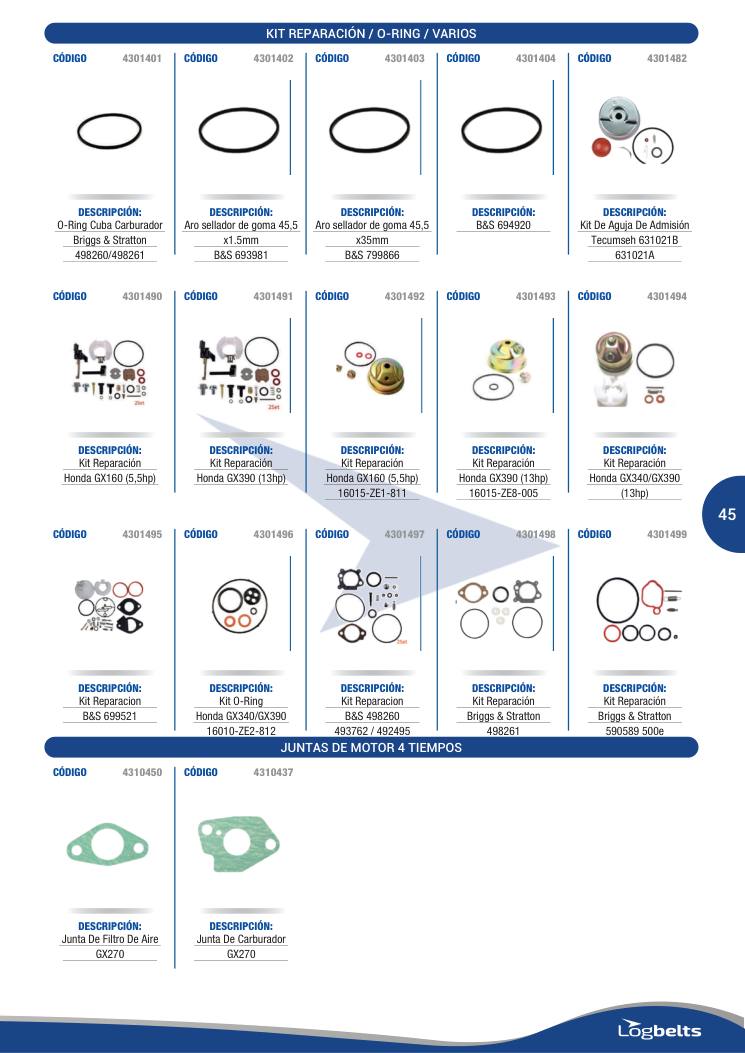 KIT REPARACIÓN / O-RING / VARIOS
CÓDIGO 4301401
CÓDIGO 4301402
CÓDIGO 4301403
CÓDIGO 4301404
CÓDIGO 4301482
DESCRIPCIÓN:
O-Ring Cuba Carburador
Briggs & Stratton
498260/498261
DESCRIPCIÓN:
Aro sellador de goma 45,5
x1.5mm
B&S 693981
DESCRIPCIÓN:
Aro sellador de goma 45,5
x35mm
B&S 799866
DESCRIPCIÓN:
B&S 694920
DESCRIPCIÓN:
Kit De Aguja De Admisión
Tecumseh 631021B
631021A
CÓDIGO 4301490
CÓDIGO 4301491
CÓDIGO 4301492
CÓDIGO 4301493
CÓDIGO 4301494
2set
2Set
DESCRIPCIÓN:
Kit Reparación
Honda GX160 (5,5hp)
DESCRIPCIÓN:
Kit Reparación
Honda GX390 (13hp)
DESCRIPCIÓN:
Kit Reparación
Honda GX160 (5,5hp)
16015-ZE1-811
DESCRIPCIÓN:
Kit Reparación
Honda GX390 (13hp)
16015-ZE8-005
DESCRIPCIÓN:
Kit Reparación
Honda GX340/GX390
(13hp)
45
CÓDIGO 4301495
CÓDIGO 4301496
CÓDIGO 4301497
CÓDIGO 4301498
CÓDIGO 4301499
2Set
DESCRIPCIÓN:
Kit Reparacion
B&S 699521
DESCRIPCIÓN:
Kit O-Ring
Honda GX340/GX390
16010-ZE2-812
DESCRIPCIÓN:
Kit Reparacion
B&S 498260
493762 / 492495
DESCRIPCIÓN:
Kit Reparación
Briggs & Stratton
498261
DESCRIPCIÓN:
Kit Reparación
Briggs & Stratton
590589 500e
JUNTAS DE MOTOR 4 TIEMPOS
CÓDIGO 4310450
CÓDIGO 4310437
DESCRIPCIÓN:
Junta De Filtro De Aire
GX270
DESCRIPCIÓN:
Junta De Carburador
GX270
Logbelts